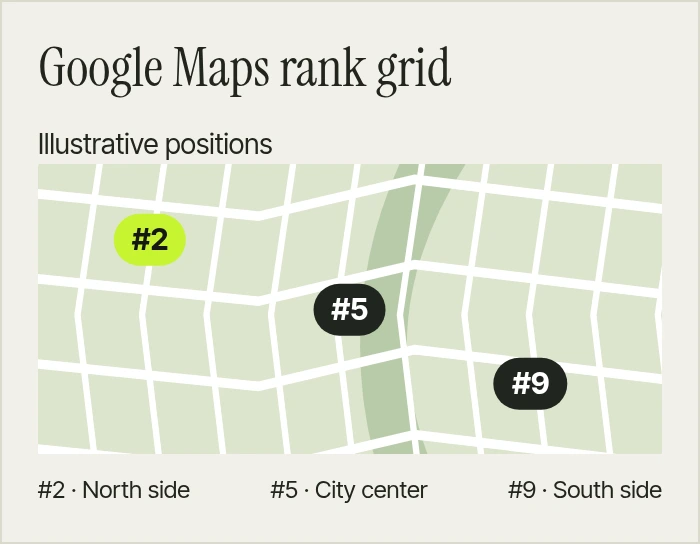 Google Maps rank grid
Illustrative positions
#2
#5
#9
#2 · North side
#5 · City center
#9 · South side